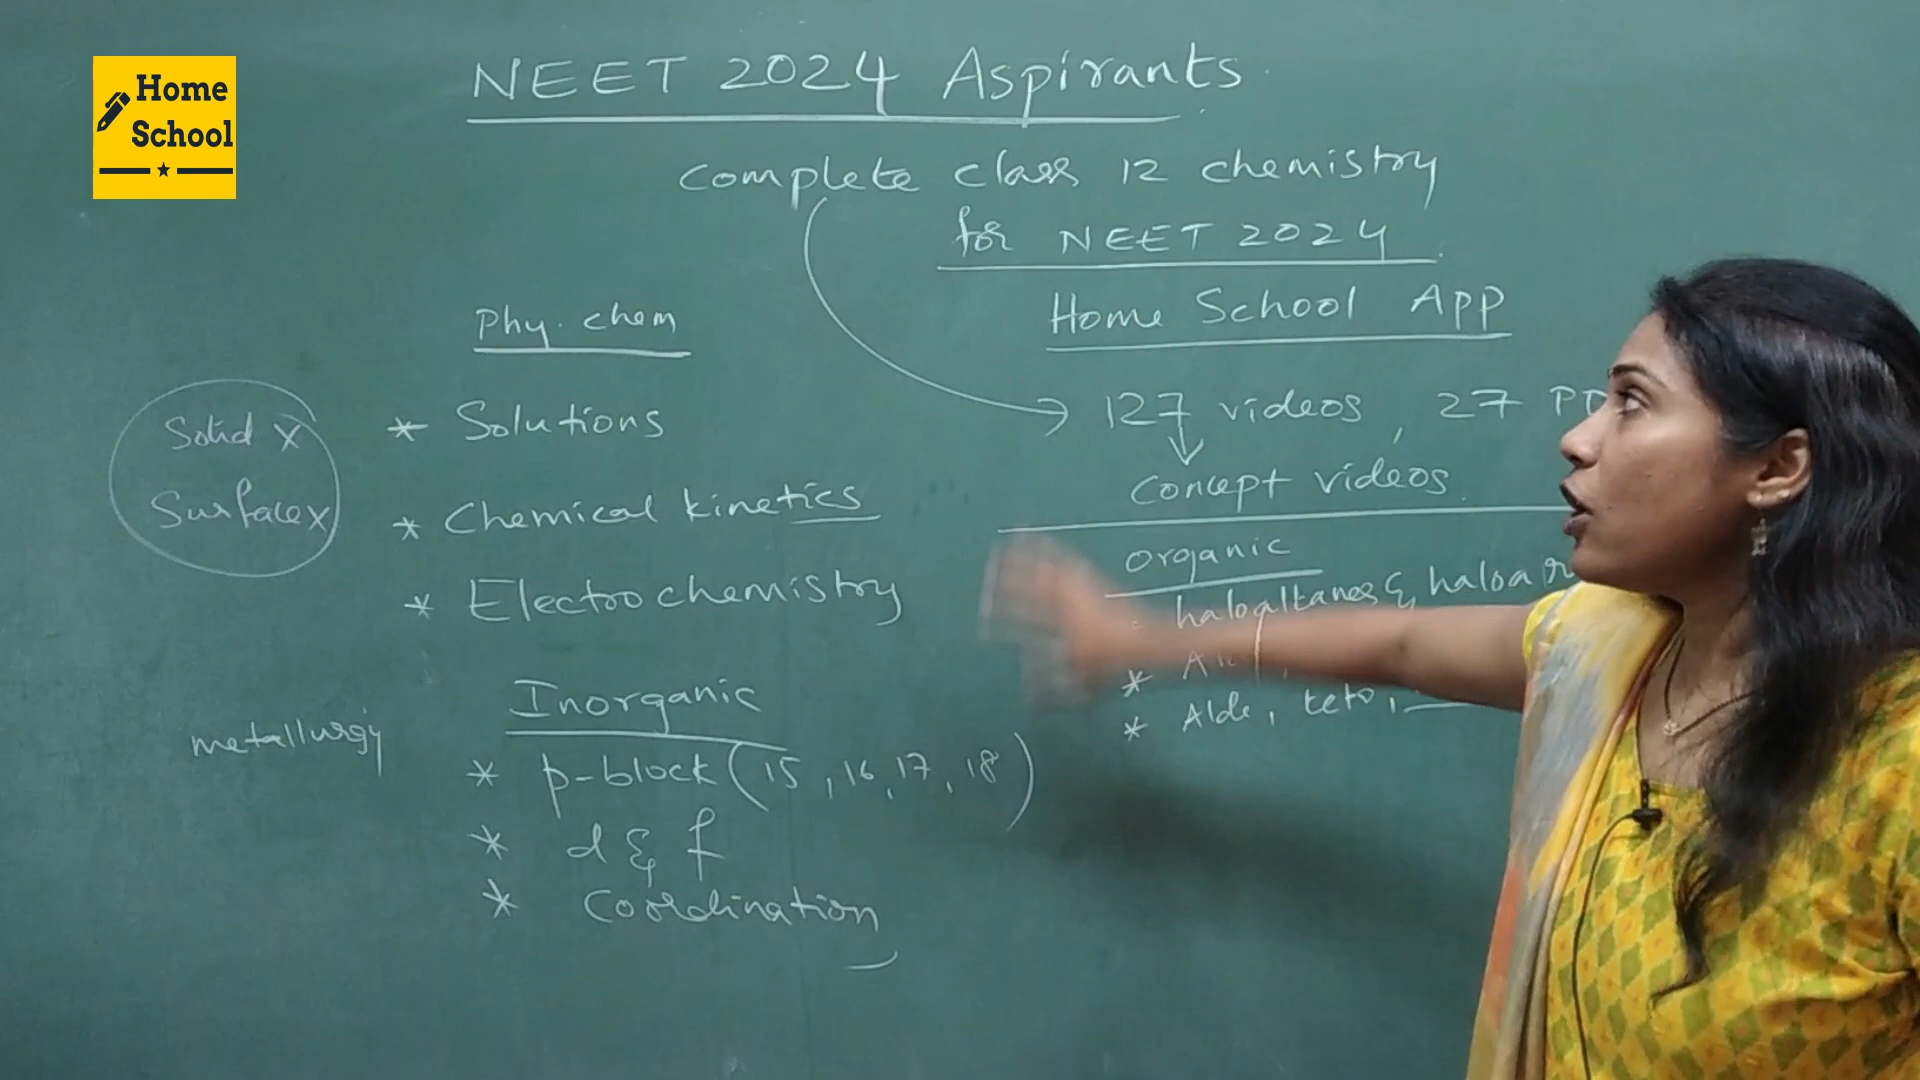 Home
School
NEET 2024 Aspirants
Complete class 12 chemistry
for NEET 2024
Home School App
127 videos, 27
Concept videos.
Phy. chem
Solid x
Surface x
* Solutions
* Chemical kinetics
* Electrochemistry
Inorganic
metallurgy
* p-block (15, 16, 17, 18)
* d & f
* Coordination
organic
haloalkanes &
* Alde, keto,